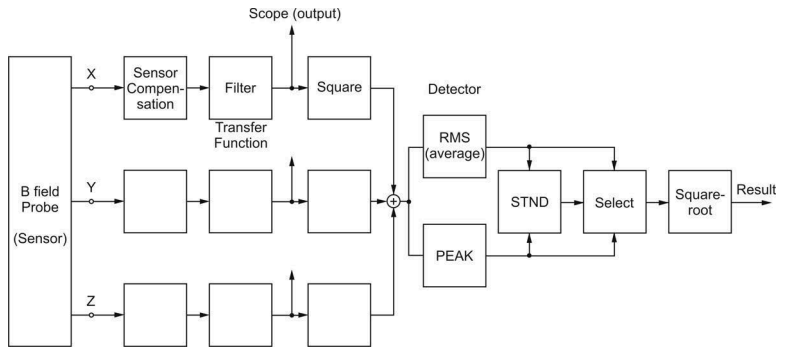 Scope (output)
X
Sensor
Compen-
sation
Filter
Square
Transfer
Function
Detector
RMS
(average)
B field
Probe
(Sensor)
Y
+
STND
Select
Square-
root
Result
PEAK
Z